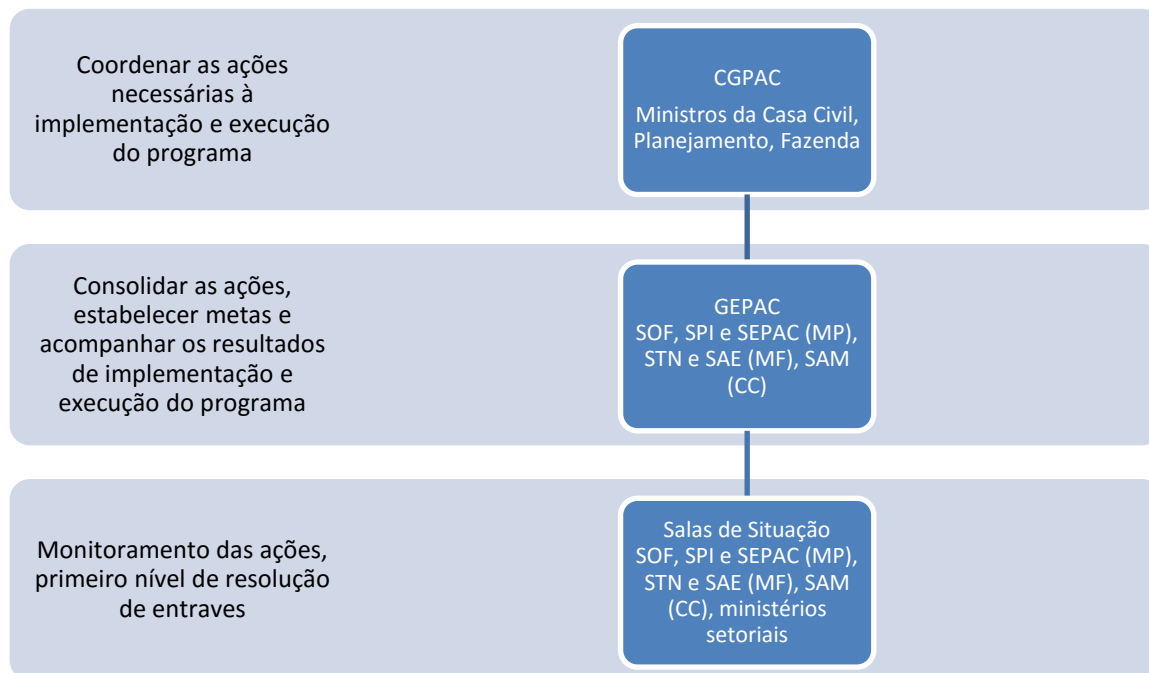 Coordenar as ações
necessárias à
implementação e execução
do programa
CGPAC
Ministros da Casa Civil,
Planejamento, Fazenda
Consolidar as ações,
estabelecer metas e
acompanhar os resultados
de implementação e
execução do programa
GEPAC
SOF, SPI e SEPAC (MP),
STN e SAE (MF), SAM
(CC)
Monitoramento das ações,
primeiro nível de resolução
de entraves
Salas de Situação
SOF, SPI e SEPAC (MP),
STN e SAE (MF), SAM
(CC), ministérios
setoriais